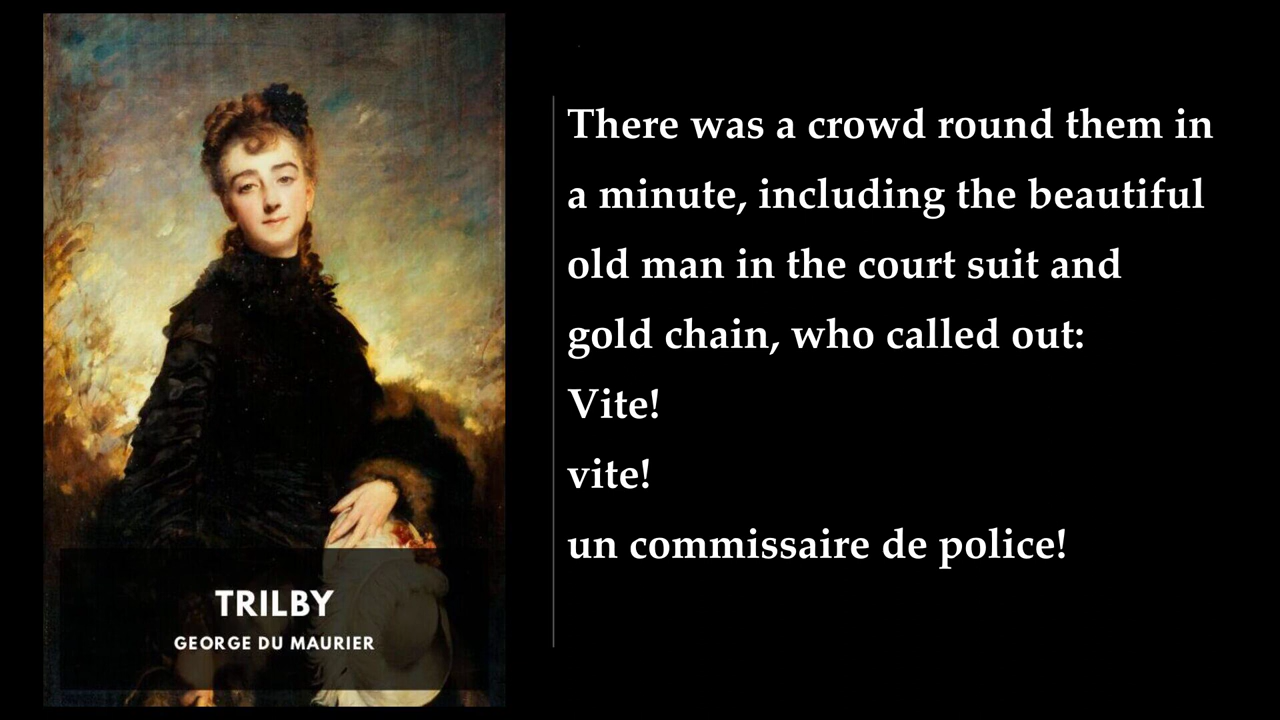 There was a crowd round them in
a minute, including the beautiful
old man in the court suit and
gold chain, who called out:
Vite!
vite!
un commissaire de police!
TRILBY
GEORGE DU MAURIER